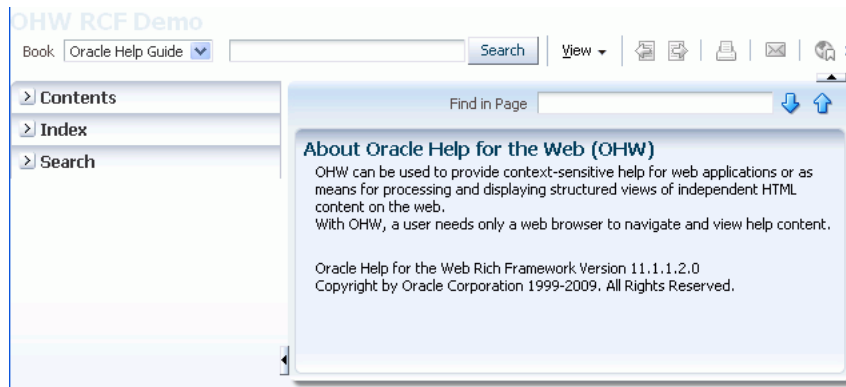 OHW RCF Demo
Book Oracle Help Guide Search View
Contents
Index
Search
Find in Page
About Oracle Help for the Web (OHW)
OHW can be used to provide context-sensitive help for web applications or as
means for processing and displaying structured views of independent HTML
content on the web.
With OHW, a user needs only a web browser to navigate and view help content.
Oracle Help for the Web Rich Framework Version 11.1.1.2.0
Copyright by Oracle Corporation 1999-2009. All Rights Reserved.